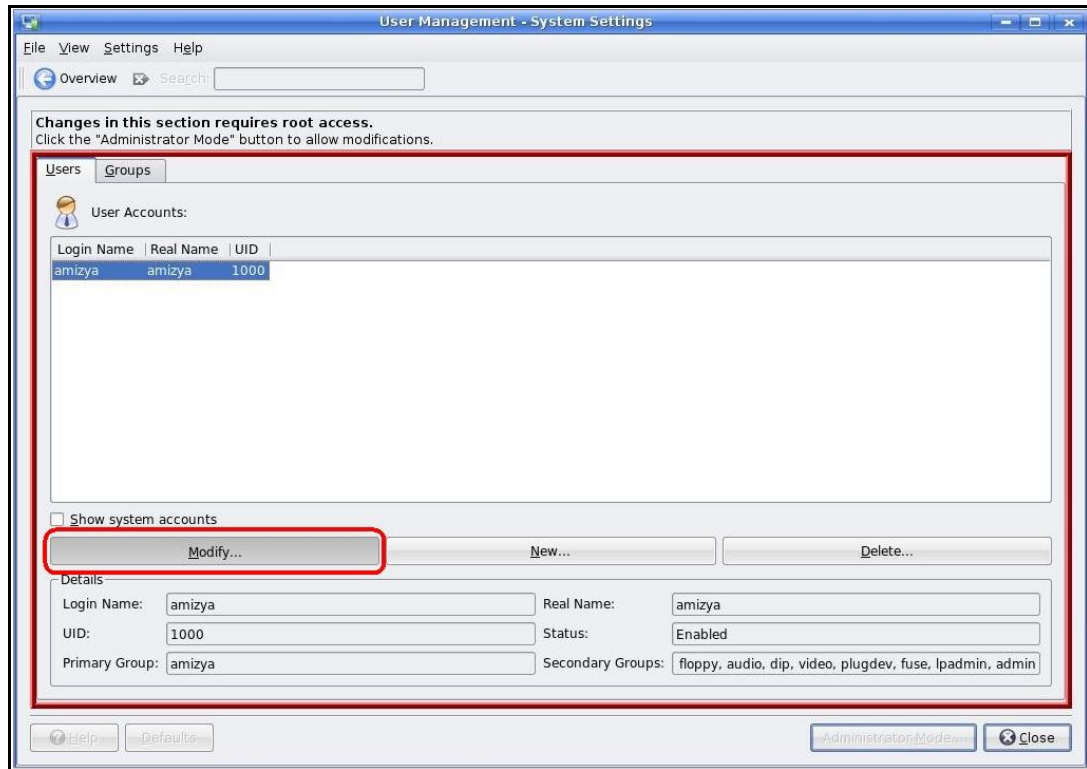 User Management - System Settings
File View Settings Help
Overview Search:
Changes in this section requires root access.
Click the "Administrator Mode" button to allow modifications.
Users Groups
User Accounts:
Login Name Real Name UID
amizya amizya 1000
Show system accounts
Modify... New... Delete...
Details
Login Name: amizya Real Name: amizya
UID: 1000 Status: Enabled
Primary Group: amizya Secondary Groups: floppy, audio, dip, video, plugdev, fuse, lpadmin, admin
Help Defaults Administrator Mode... Close